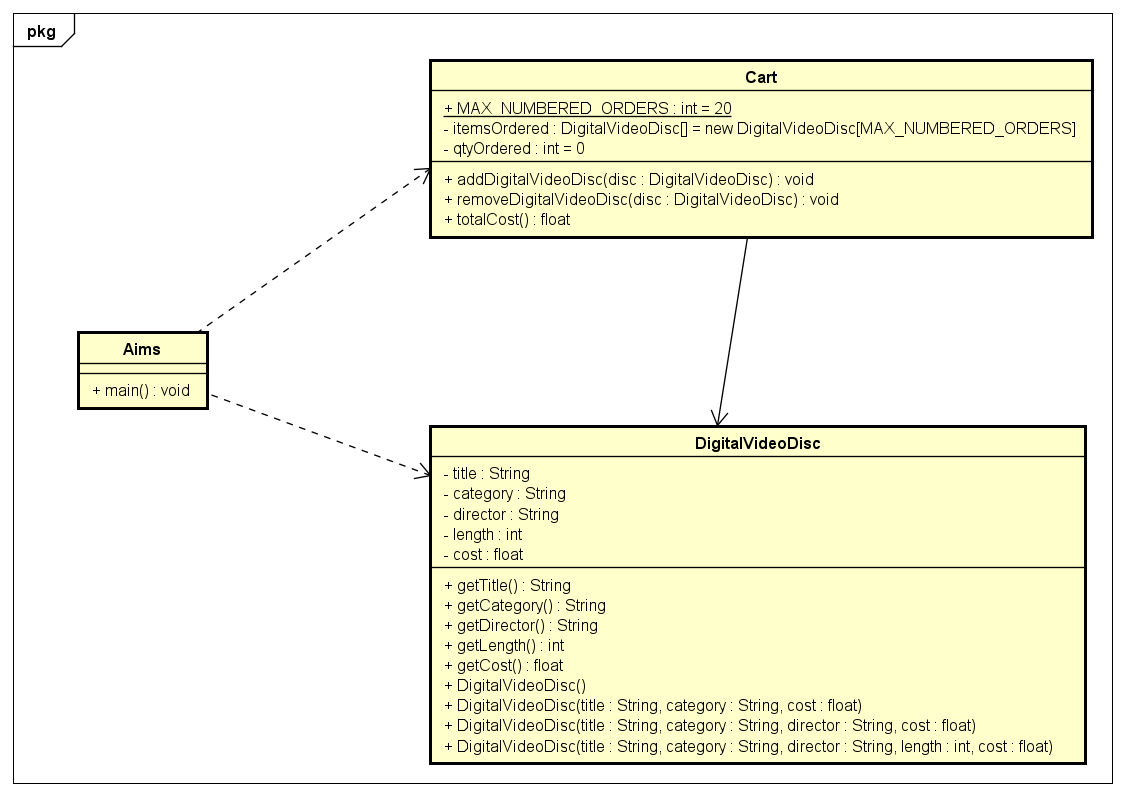 pkg
Cart
+ MAX_NUMBERED_ORDERS : int = 20
- itemsOrdered : DigitalVideoDisc[] = new DigitalVideoDisc[MAX_NUMBERED_ORDERS]
- qtyOrdered : int = 0
+ addDigitalVideoDisc(disc : DigitalVideoDisc) : void
+ removeDigitalVideoDisc(disc : DigitalVideoDisc) : void
+ totalCost() : float
Aims
+ main() : void
DigitalVideoDisc
- title : String
- category : String
- director : String
- length : int
- cost : float
+ getTitle() : String
+ getCategory() : String
+ getDirector() : String
+ getLength() : int
+ getCost() : float
+ DigitalVideoDisc()
+ DigitalVideoDisc(title : String, category : String, cost : float)
+ DigitalVideoDisc(title : String, category : String, director : String, cost : float)
+ DigitalVideoDisc(title : String, category : String, director : String, length : int, cost : float)